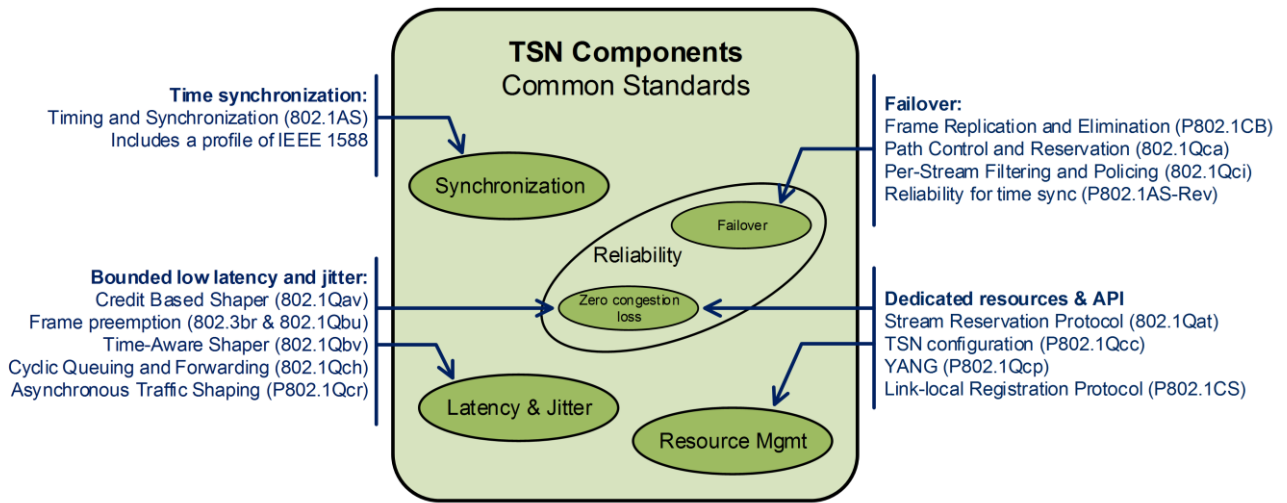 TSN Components
Common Standards
Time synchronization:
Timing and Synchronization (802.1AS)
Includes a profile of IEEE 1588
Synchronization
Failover:
Frame Replication and Elimination (P802.1CB)
Path Control and Reservation (802.1Qca)
Per-Stream Filtering and Policing (802.1Qci)
Reliability for time sync (P802.1AS-Rev)
Failover
Reliability
Zero congestion
loss
Bounded low latency and jitter:
Credit Based Shaper (802.1Qav)
Frame preemption (802.3br & 802.1Qbu)
Time-Aware Shaper (802.1Qbv)
Cyclic Queuing and Forwarding (802.1Qch)
Asynchronous Traffic Shaping (P802.1Qcr)
Latency & Jitter
Dedicated resources & API
Stream Reservation Protocol (802.1Qat)
TSN configuration (P802.1Qcc)
YANG (P802.1Qcp)
Link-local Registration Protocol (P802.1CS)
Resource Mgmt